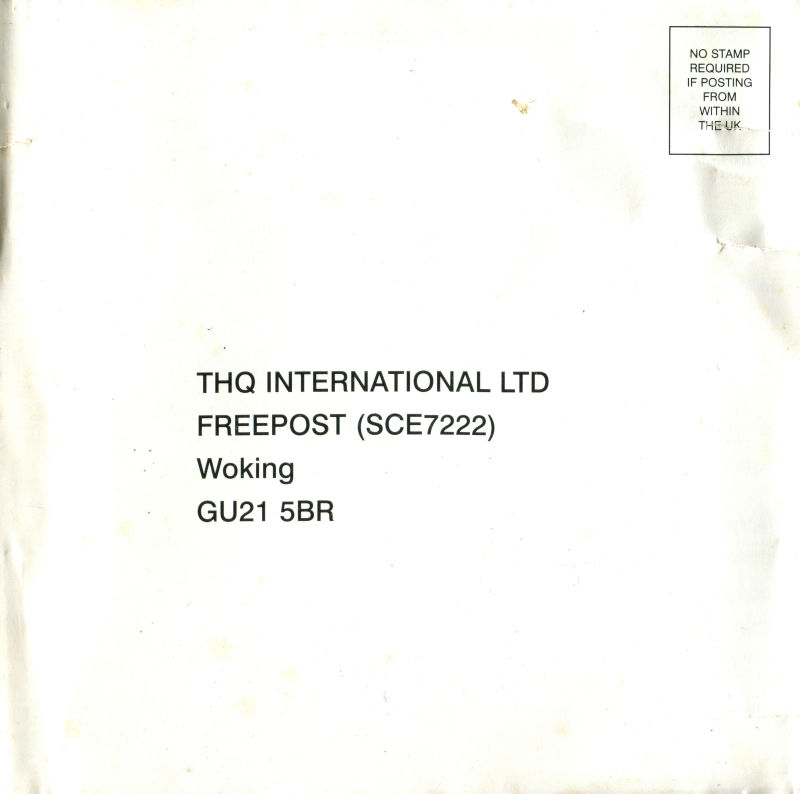 NO STAMP
REQUIRED
IF POSTING
FROM
WITHIN
THE UK
THQ INTERNATIONAL LTD
FREEPOST (SCE7222)
Woking
GU21 5BR